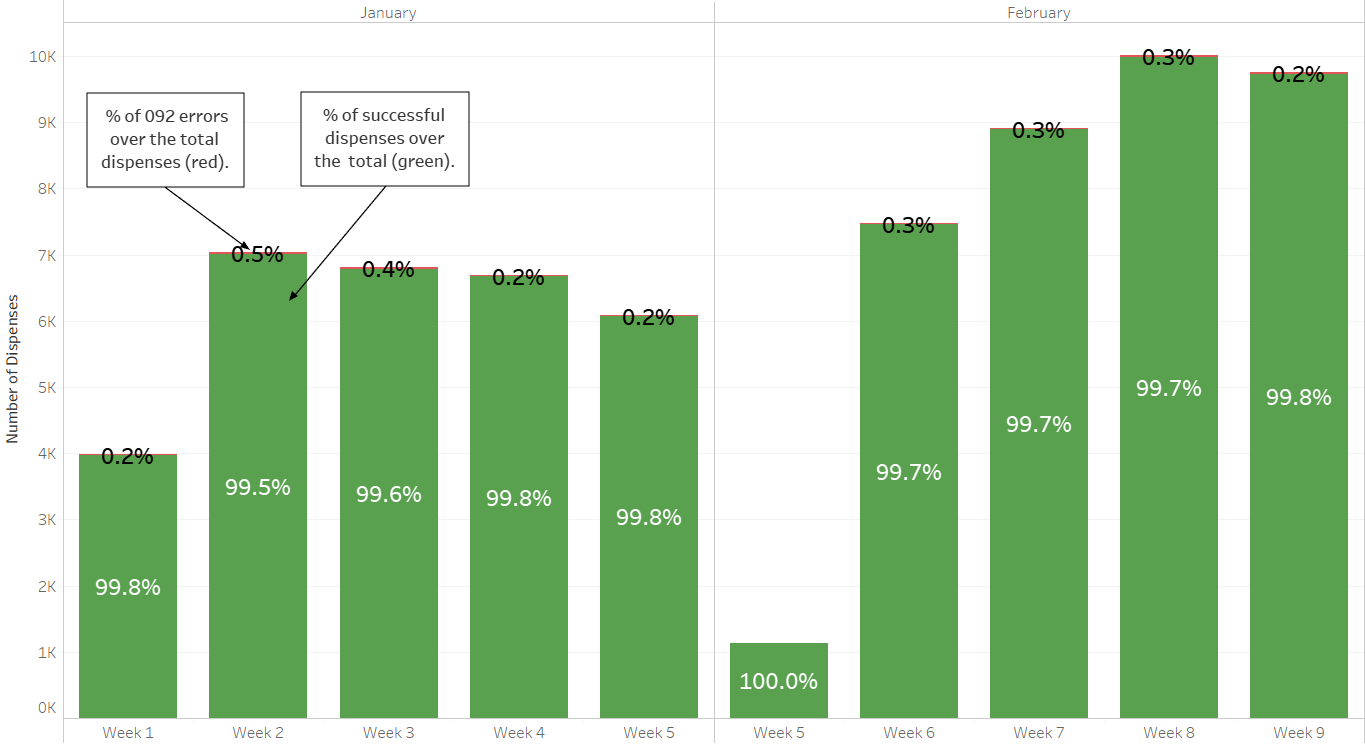 January
February
10K
9K
8K
7K
6K
5K
4K
3K
2K
1K
0K
Number of Dispenses
% of 092 errors
over the total
dispenses (red).
% of successful
dispenses over
the total (green).
0.2%
99.8%
0.5%
99.5%
0.4%
99.6%
0.2%
99.8%
0.2%
99.8%
100.0%
0.3%
99.7%
0.3%
99.7%
0.3%
99.7%
0.2%
99.8%
Week 1
Week 2
Week 3
Week 4
Week 5
Week 5
Week 6
Week 7
Week 8
Week 9